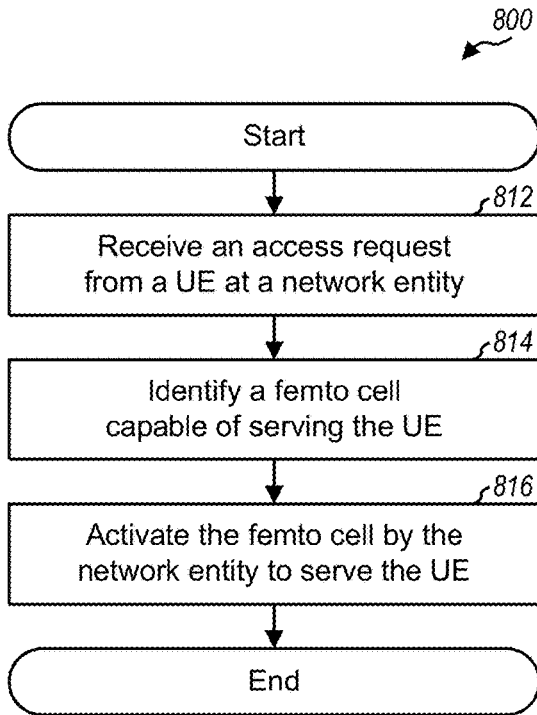 800
Start
812
Receive an access request
from a UE at a network entity
814
Identify a femto cell
capable of serving the UE
816
Activate the femto cell by the
network entity to serve the UE
End